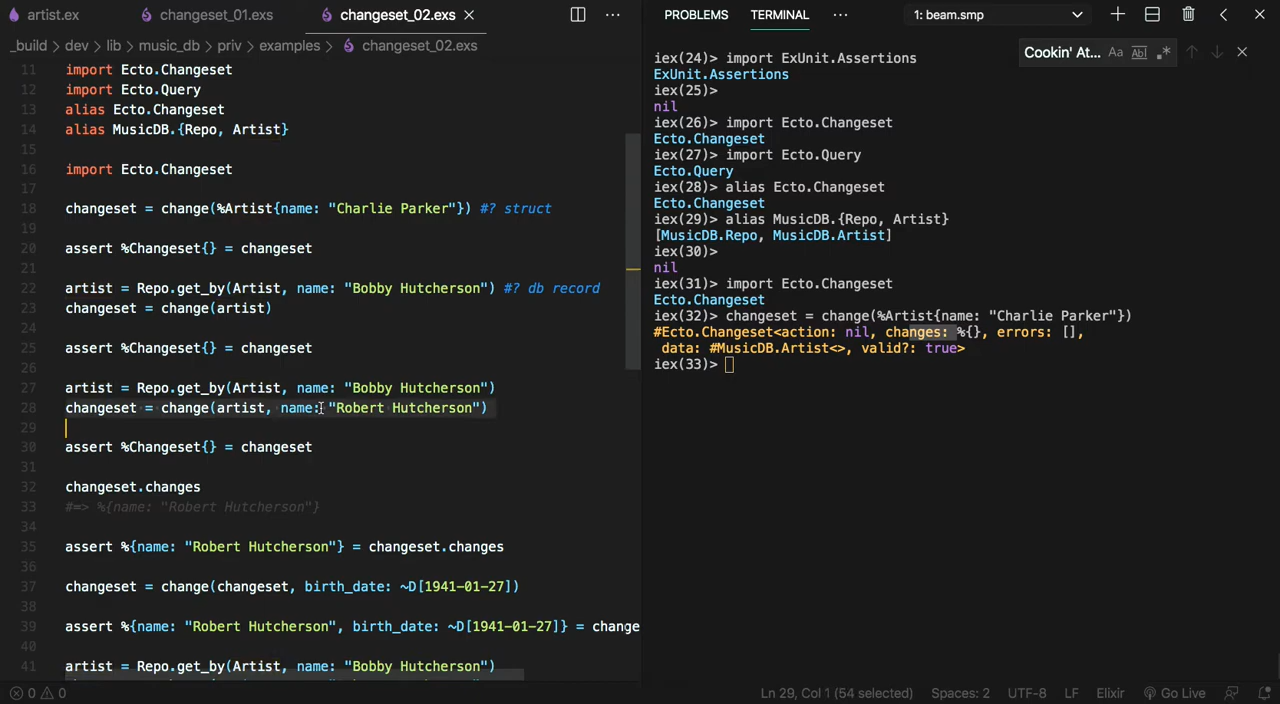 artist.ex changeset_01.exs changeset_02.exs
_build > dev > lib > music_db > priv > examples > changeset_02.exs
11 import Ecto.Changeset
12 import Ecto.Query
13 alias Ecto.Changeset
14 alias MusicDB.{Repo, Artist}
15
16 import Ecto.Changeset
17
18 changeset = change(%Artist{name: "Charlie Parker"}) #? struct
19
20 assert %Changeset{} = changeset
21
22 artist = Repo.get_by(Artist, name: "Bobby Hutcherson") #? db record
23 changeset = change(artist)
24
25 assert %Changeset{} = changeset
26
27 artist = Repo.get_by(Artist, name: "Bobby Hutcherson")
28 changeset = change(artist, name: "Robert Hutcherson")
29
30 assert %Changeset{} = changeset
31
32 changeset.changes
33 #=> %{name: "Robert Hutcherson"}
34
35 assert %{name: "Robert Hutcherson"} = changeset.changes
36
37 changeset = change(changeset, birth_date: ~D[1941-01-27])
38
39 assert %{name: "Robert Hutcherson", birth_date: ~D[1941-01-27]} = change
40
41 artist = Repo.get_by(Artist, name: "Bobby Hutcherson")
PROBLEMS TERMINAL ··· 1: beam.smp
Cookin' At... Aa Abl .*
iex(24)> import ExUnit.Assertions
ExUnit.Assertions
iex(25)>
nil
iex(26)> import Ecto.Changeset
Ecto.Changeset
iex(27)> import Ecto.Query
Ecto.Query
iex(28)> alias Ecto.Changeset
Ecto.Changeset
iex(29)> alias MusicDB.{Repo, Artist}
[MusicDB.Repo, MusicDB.Artist]
iex(30)>
nil
iex(31)> import Ecto.Changeset
Ecto.Changeset
iex(32)> changeset = change(%Artist{name: "Charlie Parker"})
#Ecto.Changeset<action: nil, changes: %{}, errors: [],
data: #MusicDB.Artist<>, valid?: true>
iex(33)>
0 0 Ln 29, Col 1 (54 selected) Spaces: 2 UTF-8 LF Elixir Go Live